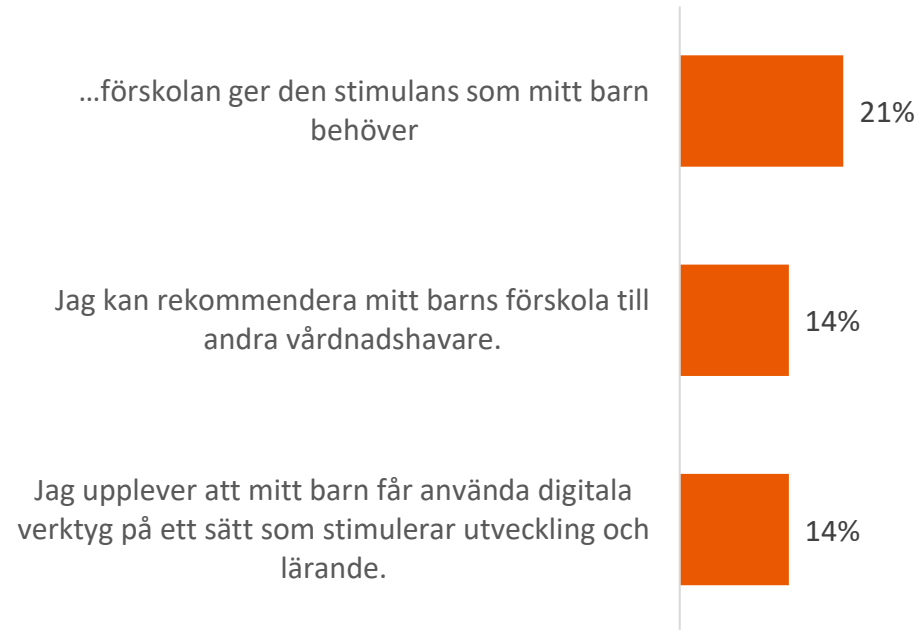 ...förskolan ger den stimulans som mitt barn
behöver
21%
Jag kan rekommendera mitt barns förskola till
andra vårdnadshavare.
14%
Jag upplever att mitt barn får använda digitala
verktyg på ett sätt som stimulerar utveckling och
lärande.
14%